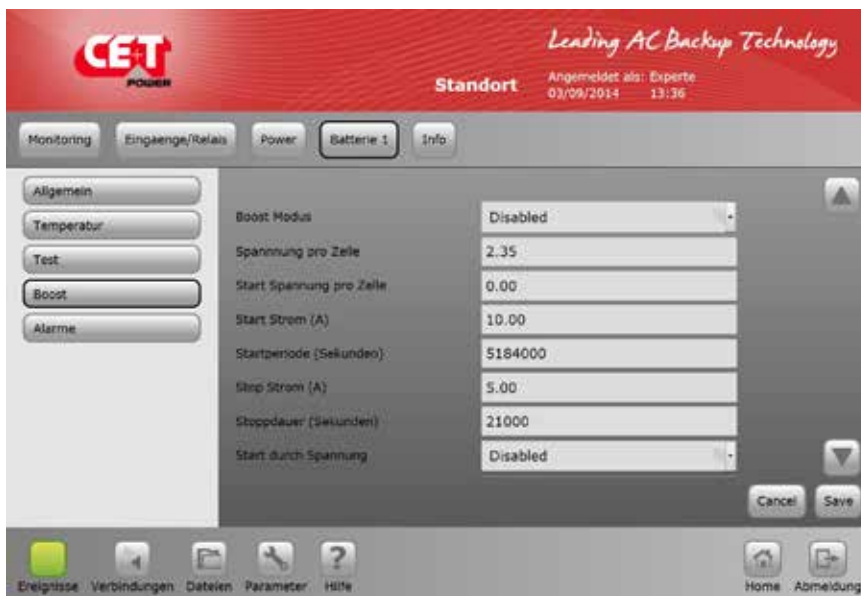 CE+T
POWER
Leading AC Backup Technology
Standort
Angemeldet als: Experte
03/09/2014 13:36
Monitoring Eingaenge/Relais Power Batterie 1 Info
Allgemein
Temperatur
Test
Boost
Alarme
Boost Modus Disabled
Spannnung pro Zelle 2.35
Start Spannung pro Zelle 0.00
Start Strom (A) 10.00
Startperiode (Sekunden) 5184000
Stop Strom (A) 5.00
Stoppdauer (Sekunden) 21000
Start durch Spannung Disabled
Cancel Save
Ereignisse Verbindungen Dateien Parameter Hilfe Home Abmeldung